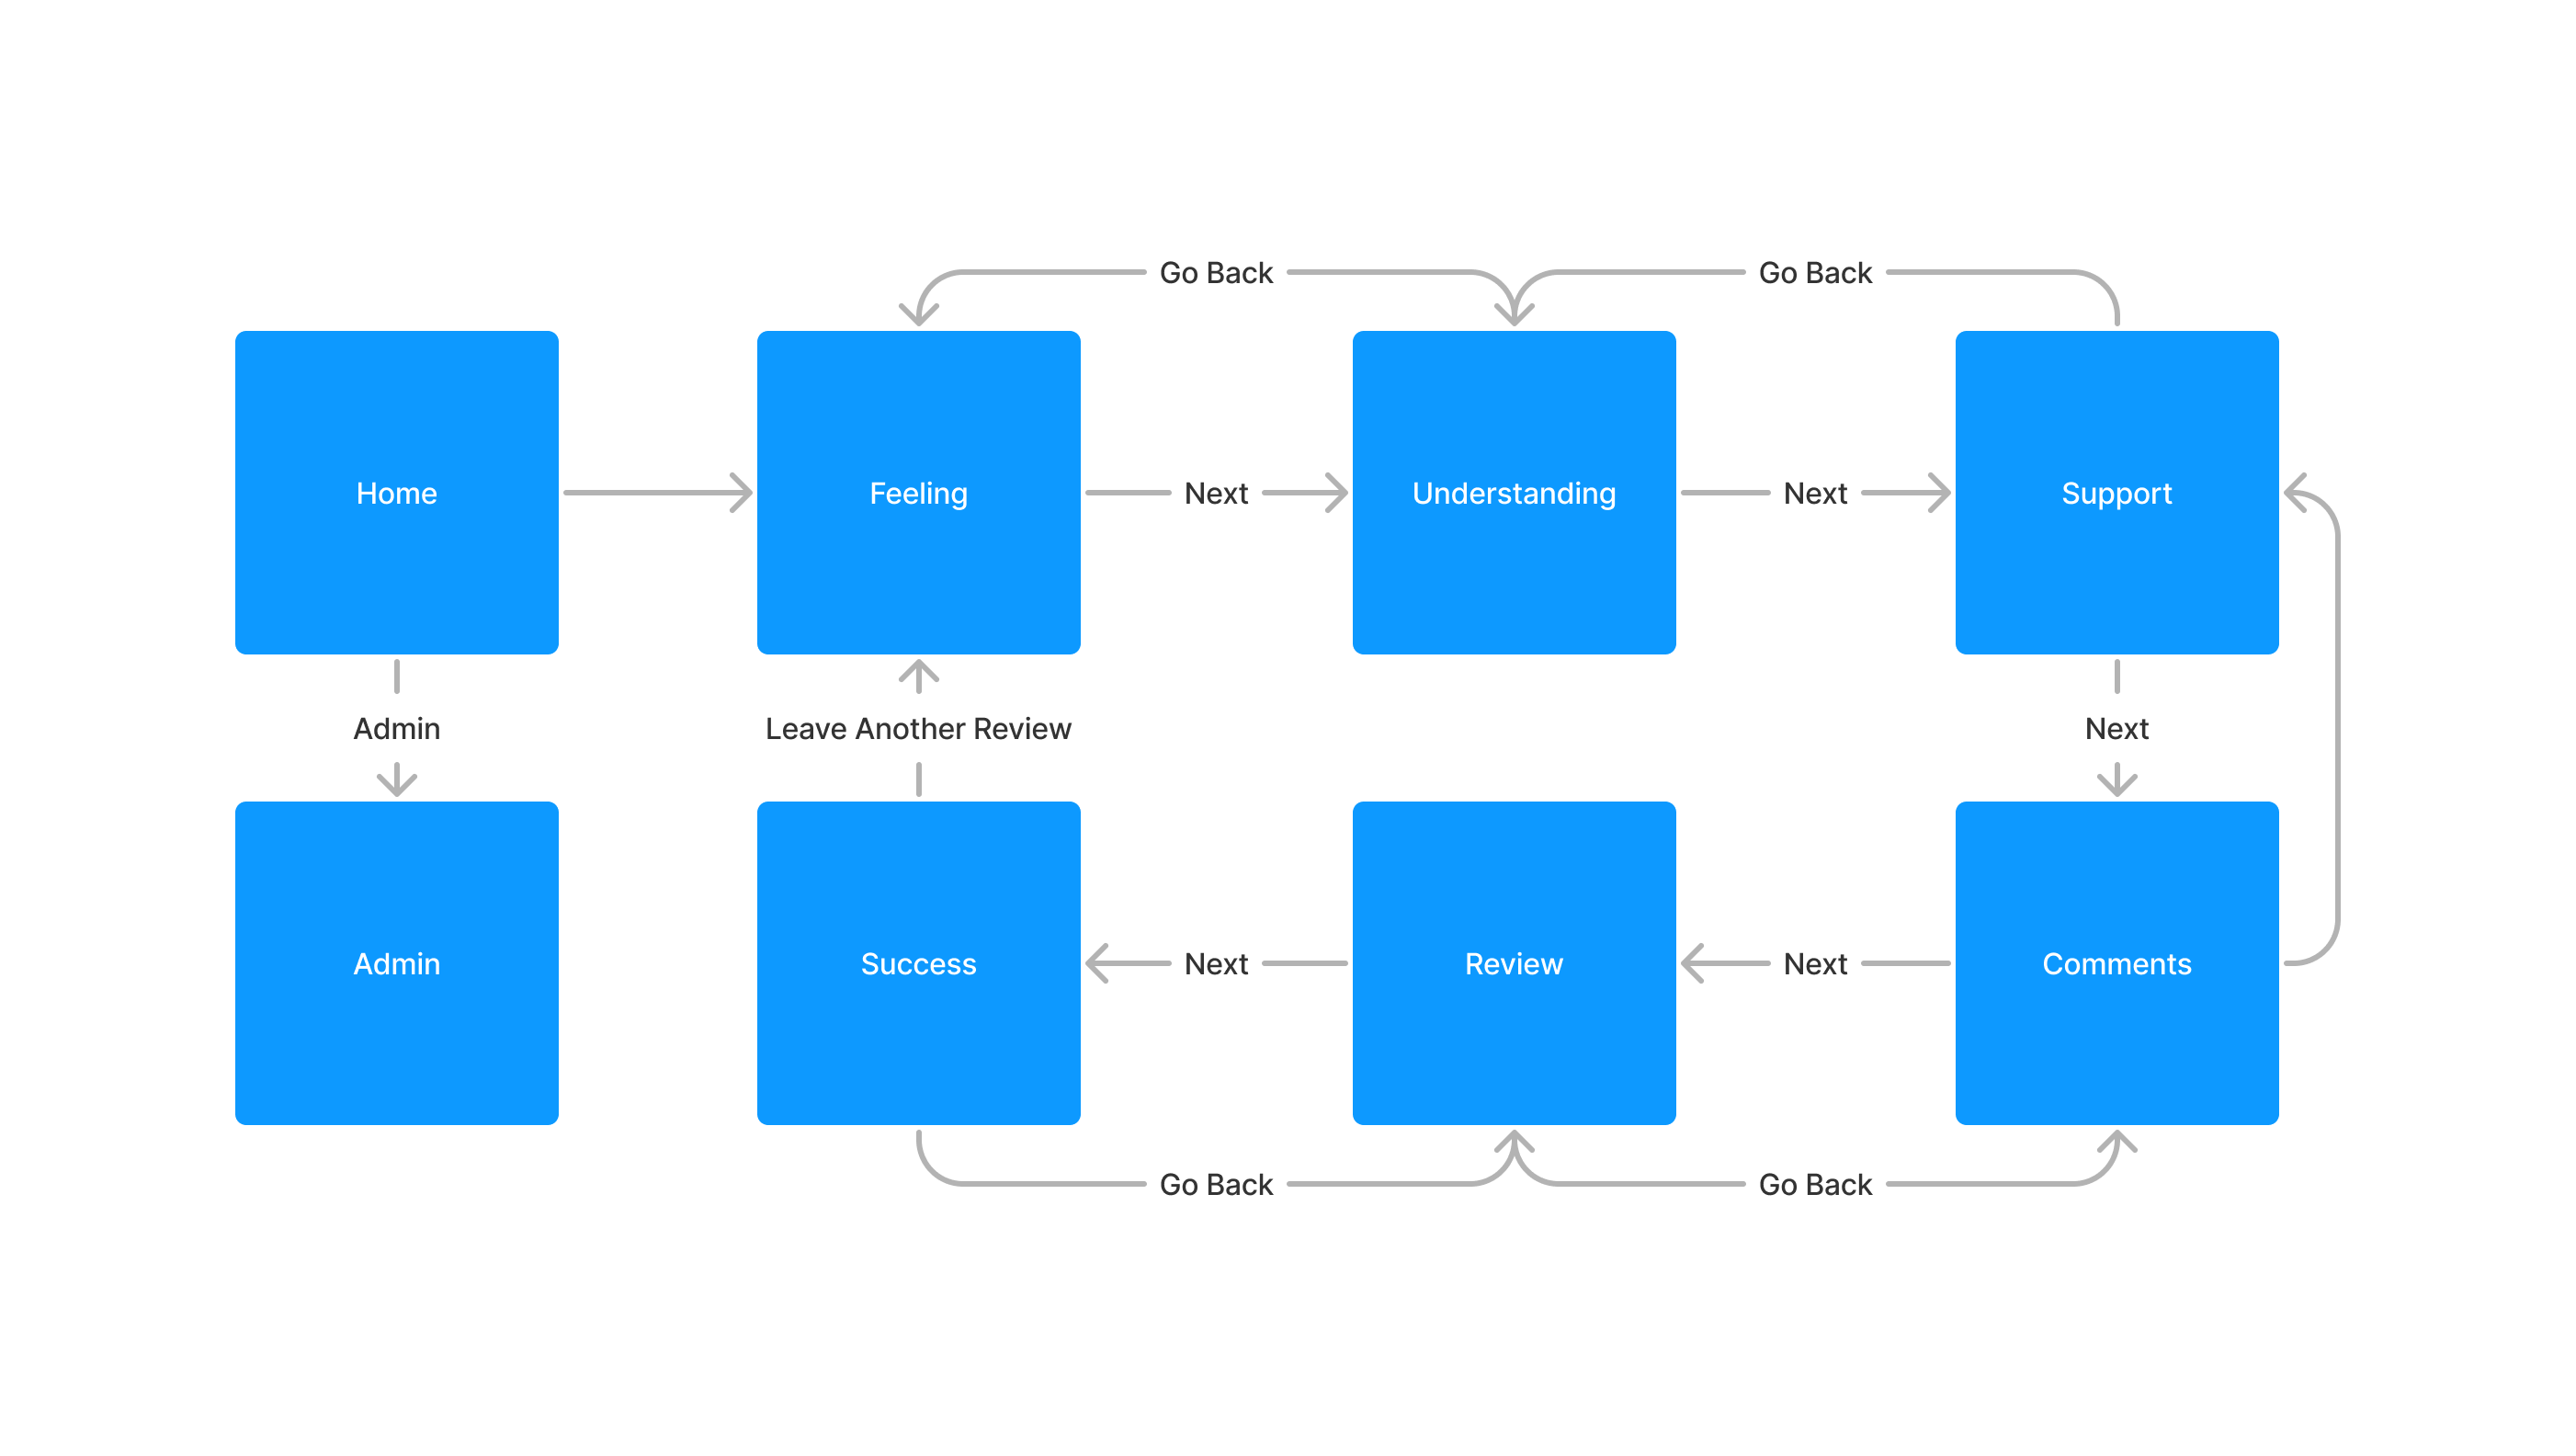 Go Back
Go Back
Home
Feeling
Next
Understanding
Next
Support
Admin
Leave Another Review
Next
Admin
Success
Next
Review
Next
Comments
Go Back
Go Back